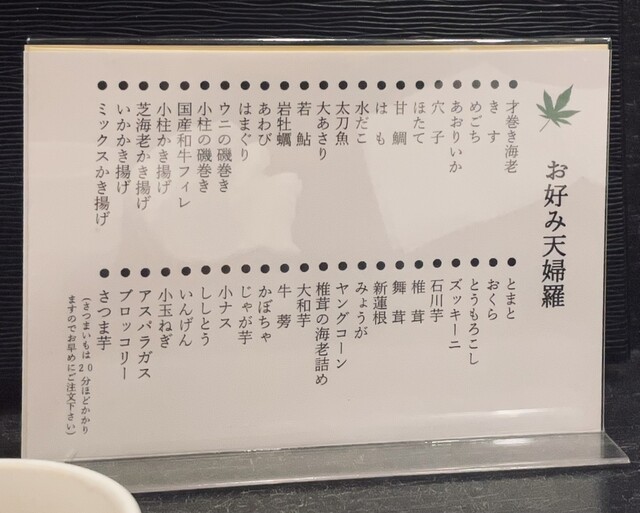 お好み天婦羅
●才巻き海老
●きす
●めごち
●あおりいか
●穴子
●ほたて
●甘鯛
●はも
●水だこ
●太刀魚
●大あさり
●若鮎
●岩牡蠣
●あわび
●はまぐり
●ウニの磯巻き
●小柱の磯巻き
●国産和牛フィレ
●小柱かき揚げ
●芝海老かき揚げ
●いかかき揚げ
●ミックスかき揚げ
●とまと
●おくら
●とうもろこし
●ズッキーニ
●石川芋
●椎茸
●舞茸
●新蓮根
●みょうが
●ヤングコーン
●椎茸の海老詰め
●大和芋
●牛蒡
●かぼちゃ
●じゃが芋
●小ナス
●ししとう
●いんげん
●小玉ねぎ
●アスパラガス
●ブロッコリー
●さつま芋
(さつまいもは20分ほどかかり
ますのでお早めにご注文下さい)